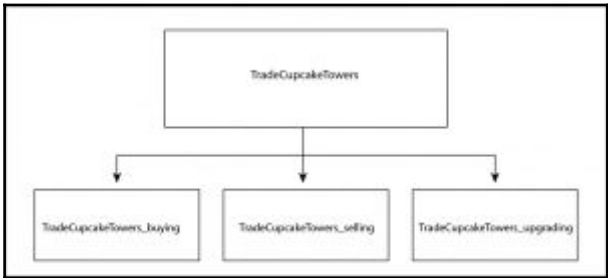 TradeCupcakeTowers
TradeCupcakeTowers_buying
TradeCupcakeTowers_selling
TradeCupcakeTowers_upgrading